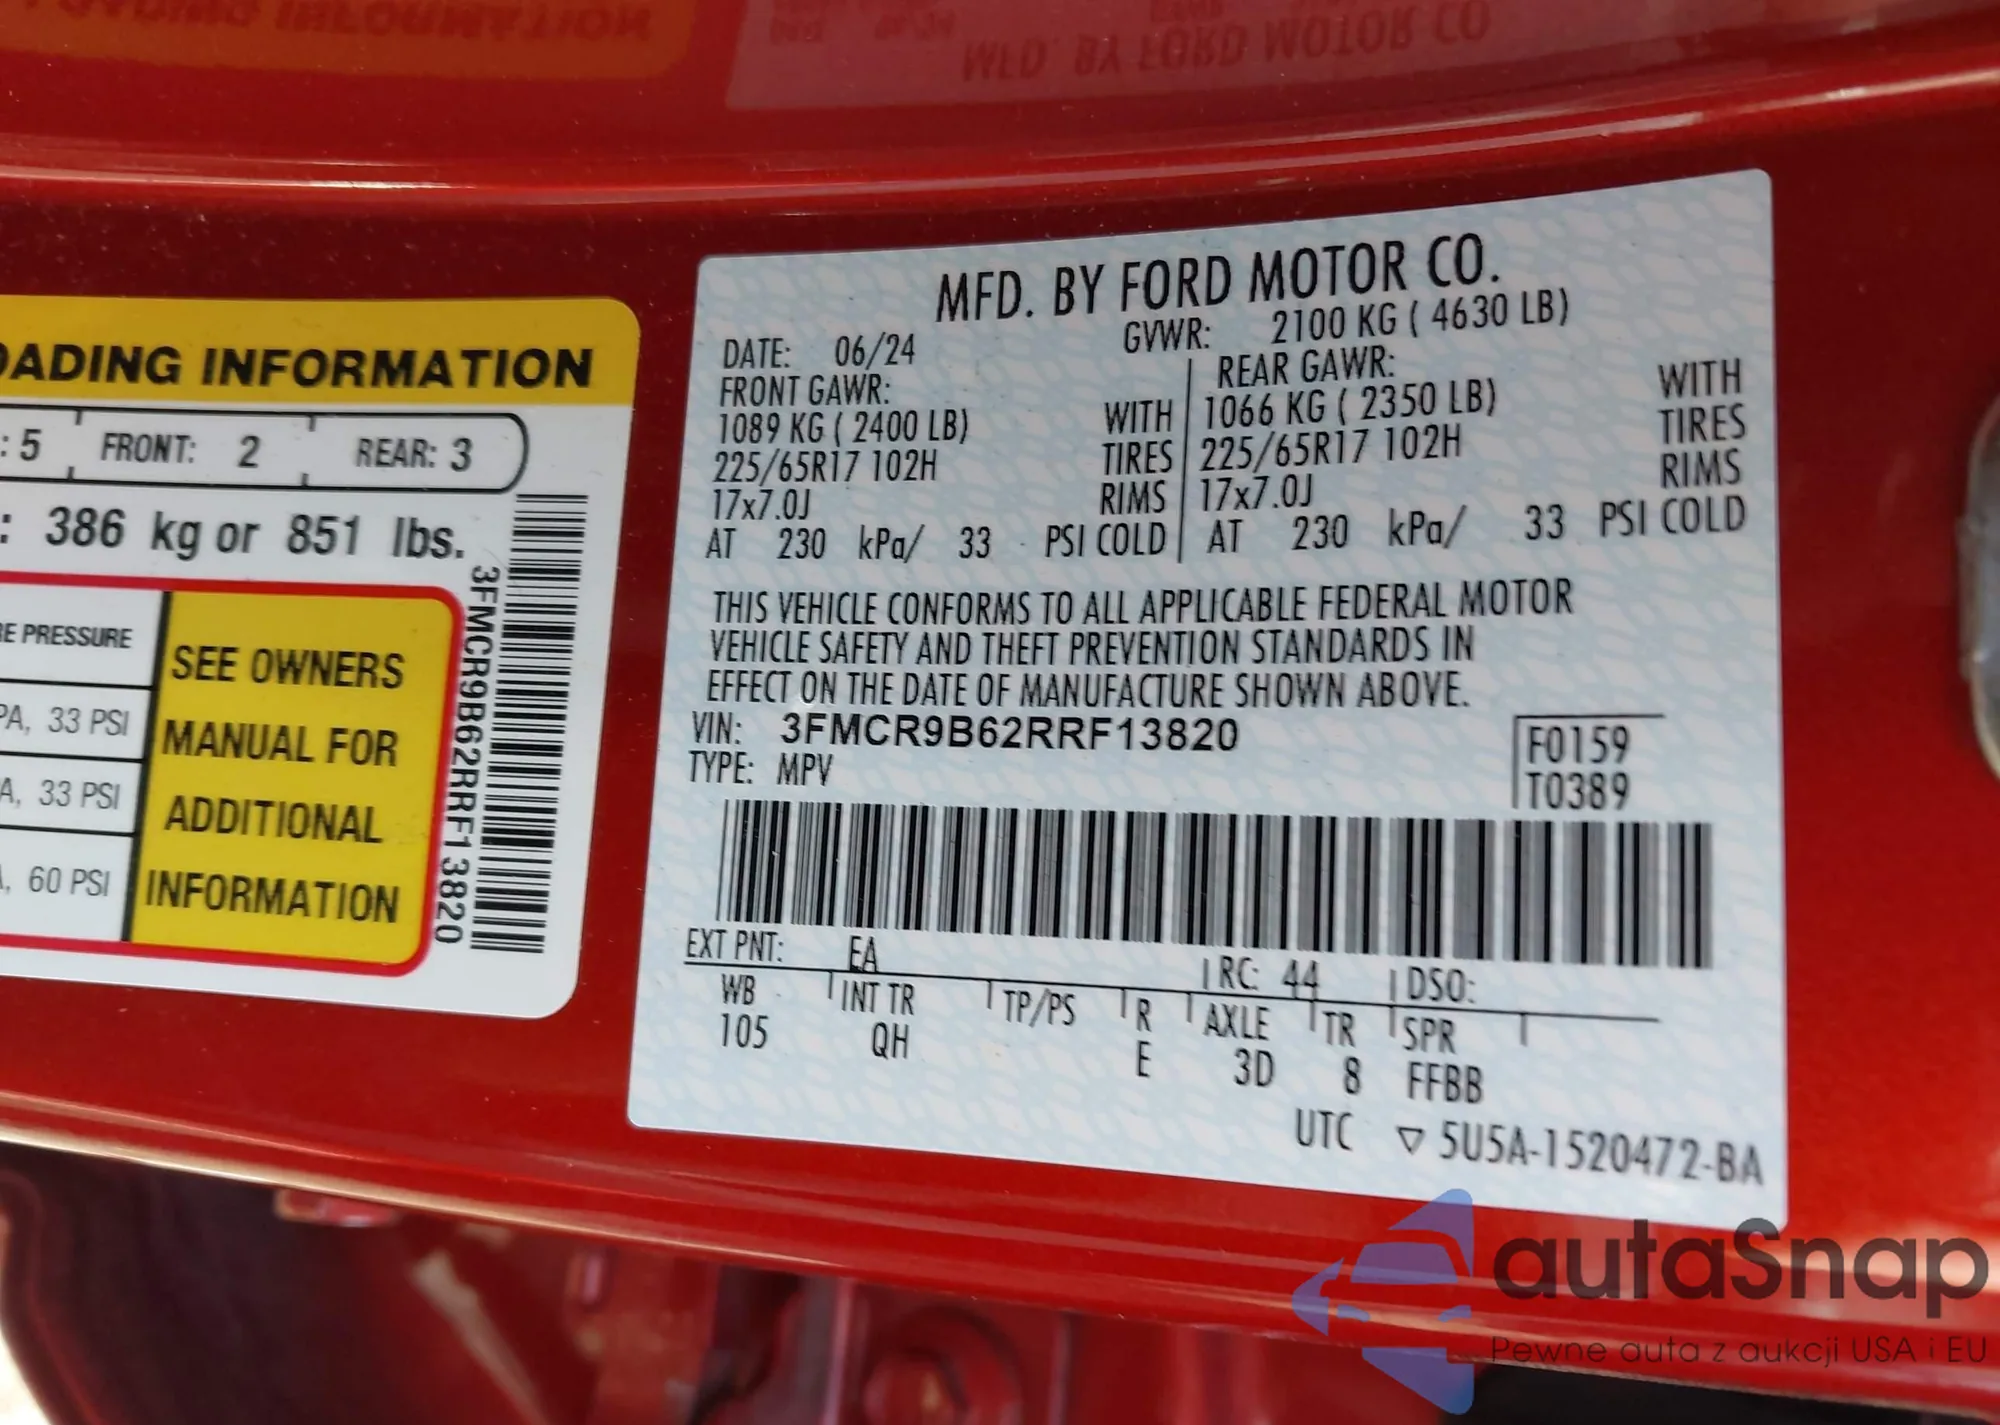 MFD. BY FORD MOTOR CO
OADING INFORMATION
: 5 FRONT: 2 REAR: 3
: 386 kg or 851 lbs.
RE PRESSURE
PA, 33 PSI
A, 33 PSI
A, 60 PSI
SEE OWNERS
MANUAL FOR
ADDITIONAL
INFORMATION
3FMCR9B62RRF13820
MFD. BY FORD MOTOR CO.
DATE: 06/24 GVWR: 2100 KG ( 4630 LB)
FRONT GAWR: REAR GAWR:
1089 KG ( 2400 LB) WITH 1066 KG ( 2350 LB) WITH
225/65R17 102H TIRES 225/65R17 102H TIRES
17x7.0J RIMS 17x7.0J RIMS
AT 230 kPa/ 33 PSI COLD AT 230 kPa/ 33 PSI COLD
THIS VEHICLE CONFORMS TO ALL APPLICABLE FEDERAL MOTOR
VEHICLE SAFETY AND THEFT PREVENTION STANDARDS IN
EFFECT ON THE DATE OF MANUFACTURE SHOWN ABOVE.
VIN: 3FMCR9B62RRF13820 F0159
TYPE: MPV T0389
EXT PNT: EA RC: 44 DSO:
WB INT TR TP/PS R AXLE TR SPR
105 QH E 3D 8 FFBB
UTC ▽ 5U5A-1520472-BA
autaSnap
Pewne auta z aukcji USA i EU